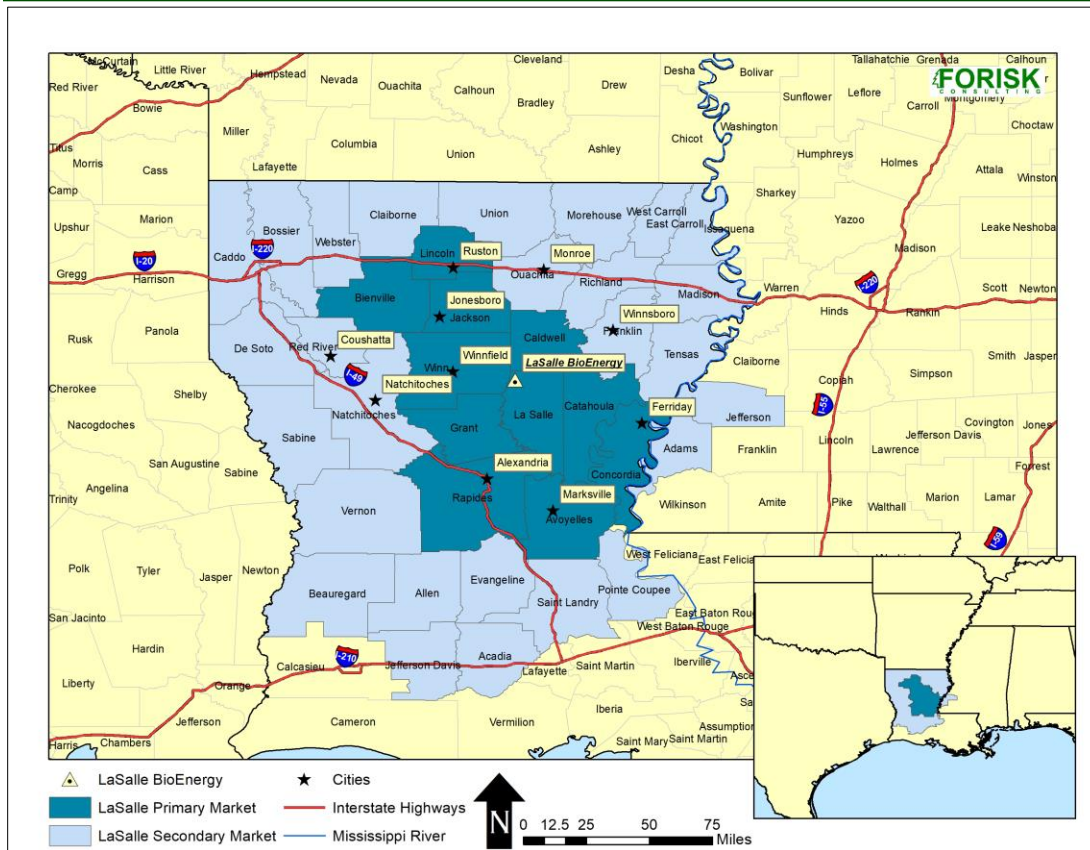 McCurtain
Little River
Hempstead
Nevada
Ouachita
Calhoun
Cleveland
Bradley
Drew
Desha
Bolivar
Tallahatchie
Grenada
Calhoun
FORISK
CONSULTING
Red River
Bowie
Sunflower
Leflore
Carroll
Montgomery
Miller
Columbia
Union
Ashley
Chicot
Washington
Choctaw
Titus
Morris
Cass
Lafayette
Humphreys
Holmes
Attala
Winston
Camp
Marion
Upshur
Sharkey
Yazoo
Leake
Neshoba
Claiborne
Union
Morehouse
West Carroll
East Carroll
Issaquena
Bossier
Webster
Caddo
I-220
Lincoln
Ruston
Monroe
Ouachita
Richland
Madison
Madison
Gregg
I-20
Harrison
Warren
I-220
Scott
Newton
Hinds
Rankin
Bienville
Jonesboro
Jackson
Caldwell
Winnsboro
Franklin
Rusk
Panola
De Soto
Red River
Coushatta
Winn
Winnfield
LaSalle BioEnergy
Tensas
Claiborne
Smith
Jasper
Cherokee
Shelby
I-49
Natchitoches
Natchitoches
La Salle
Catahoula
Ferriday
Jefferson
Copiah
I-55
Simpson
Nacogdoches
Sabine
Grant
Adams
Franklin
Lincoln
Lawrence
Jefferson Davis
Covington
Jones
San Augustine
Sabine
Angelina
Trinity
Alexandria
Rapides
Concordia
Marksville
Avoyelles
Vernon
Wilkinson
Amite
Pike
Walthall
Marion
Lamar
Forrest
I-59
Polk
Tyler
Jasper
Newton
West Feliciana
East Felicia
Beauregard
Allen
Evangeline
Saint Landry
Pointe Coupee
San Jacinto
Hardin
East Baton Roug
West Baton Rouge
Calcasieu
I-210
Jefferson Davis
Acadia
Lafayette
Saint Martin
Iberville
Asce
Liberty
Orange
Jefferson
Cameron
Vermilion
Iberia
Assumption
Harris
Chambers
Saint Mary
Saint Martin
LaSalle BioEnergy
LaSalle Primary Market
LaSalle Secondary Market
Cities
Interstate Highways
Mississippi River
N
0 12.5 25 50 75
Miles